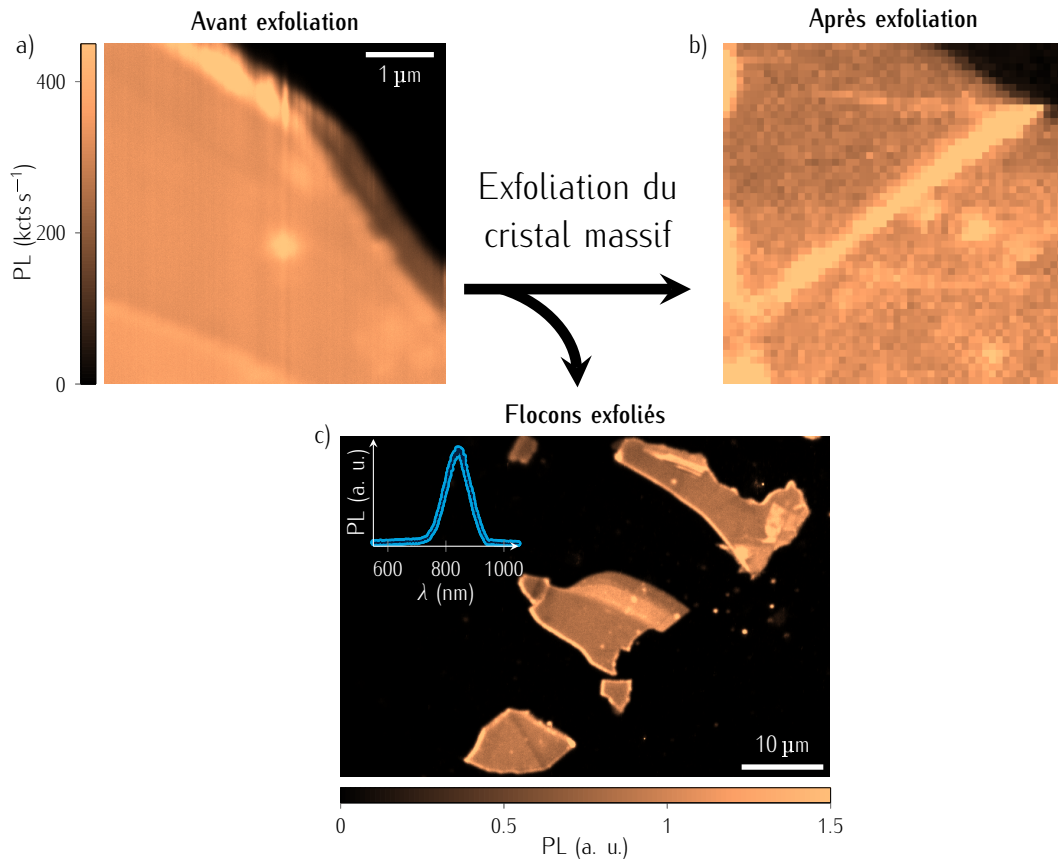 Avant exfoliation
Après exfoliation
a)
b)
400
200
0
PL (kcts s⁻¹)
1 µm
Exfoliation du
cristal massif
Flocons exfoliés
c)
PL (a. u.)
600
800
1000
λ (nm)
10 µm
0
0.5
1
1.5
PL (a. u.)